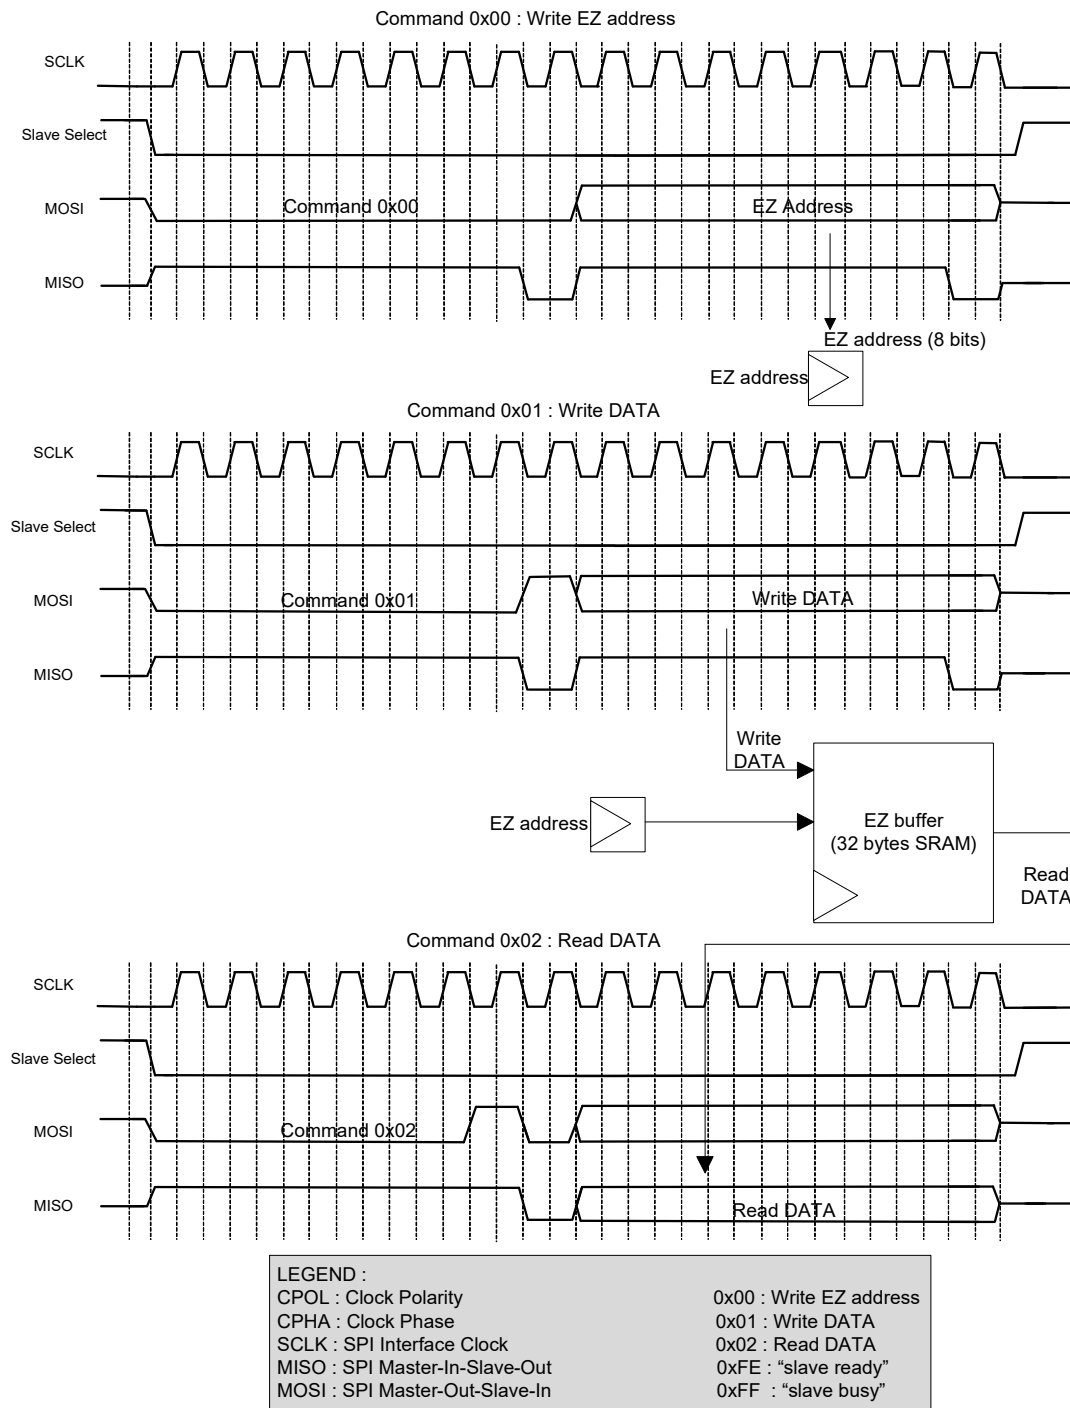 Command 0x00 : Write EZ address
SCLK
Slave Select
MOSI
Command 0x00
EZ Address
MISO
EZ address (8 bits)
EZ address
Command 0x01 : Write DATA
SCLK
Slave Select
MOSI
Command 0x01
Write DATA
MISO
Write
DATA
EZ address
EZ buffer
(32 bytes SRAM)
Read
DATA
Command 0x02 : Read DATA
SCLK
Slave Select
MOSI
Command 0x02
MISO
Read DATA
LEGEND :
CPOL : Clock Polarity
0x00 : Write EZ address
CPHA : Clock Phase
0x01 : Write DATA
SCLK : SPI Interface Clock
0x02 : Read DATA
MISO : SPI Master-In-Slave-Out
0xFE : “slave ready”
MOSI : SPI Master-Out-Slave-In
0xFF : “slave busy”